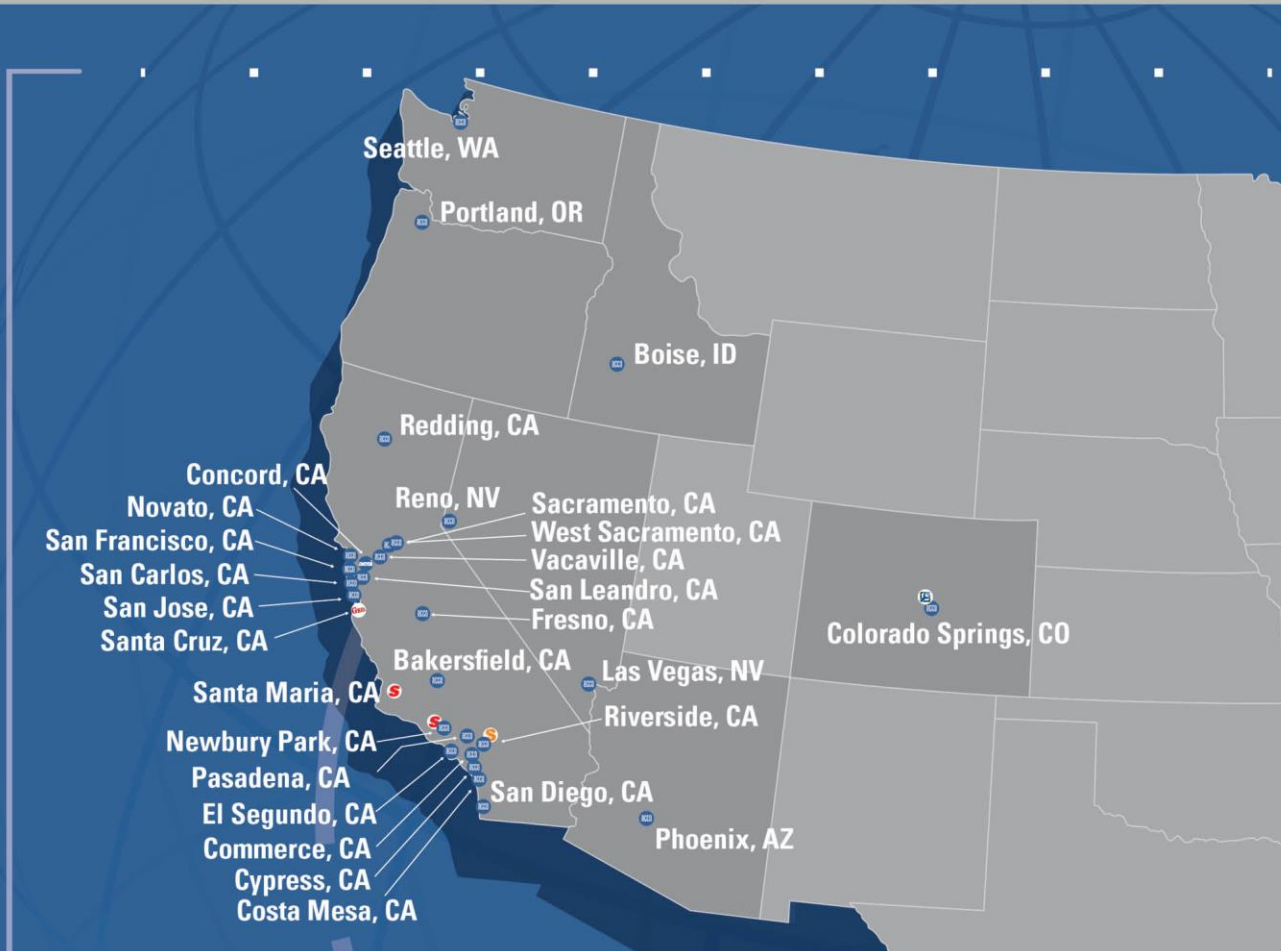 Seattle, WA
Portland, OR
Boise, ID
Redding, CA
Concord, CA
Novato, CA
San Francisco, CA
San Carlos, CA
San Jose, CA
Santa Cruz, CA
Reno, NV
Sacramento, CA
West Sacramento, CA
Vacaville, CA
San Leandro, CA
Fresno, CA
Colorado Springs, CO
Bakersfield, CA
Las Vegas, NV
Santa Maria, CA
Riverside, CA
Newbury Park, CA
Pasadena, CA
El Segundo, CA
Commerce, CA
Cypress, CA
Costa Mesa, CA
San Diego, CA
Phoenix, AZ